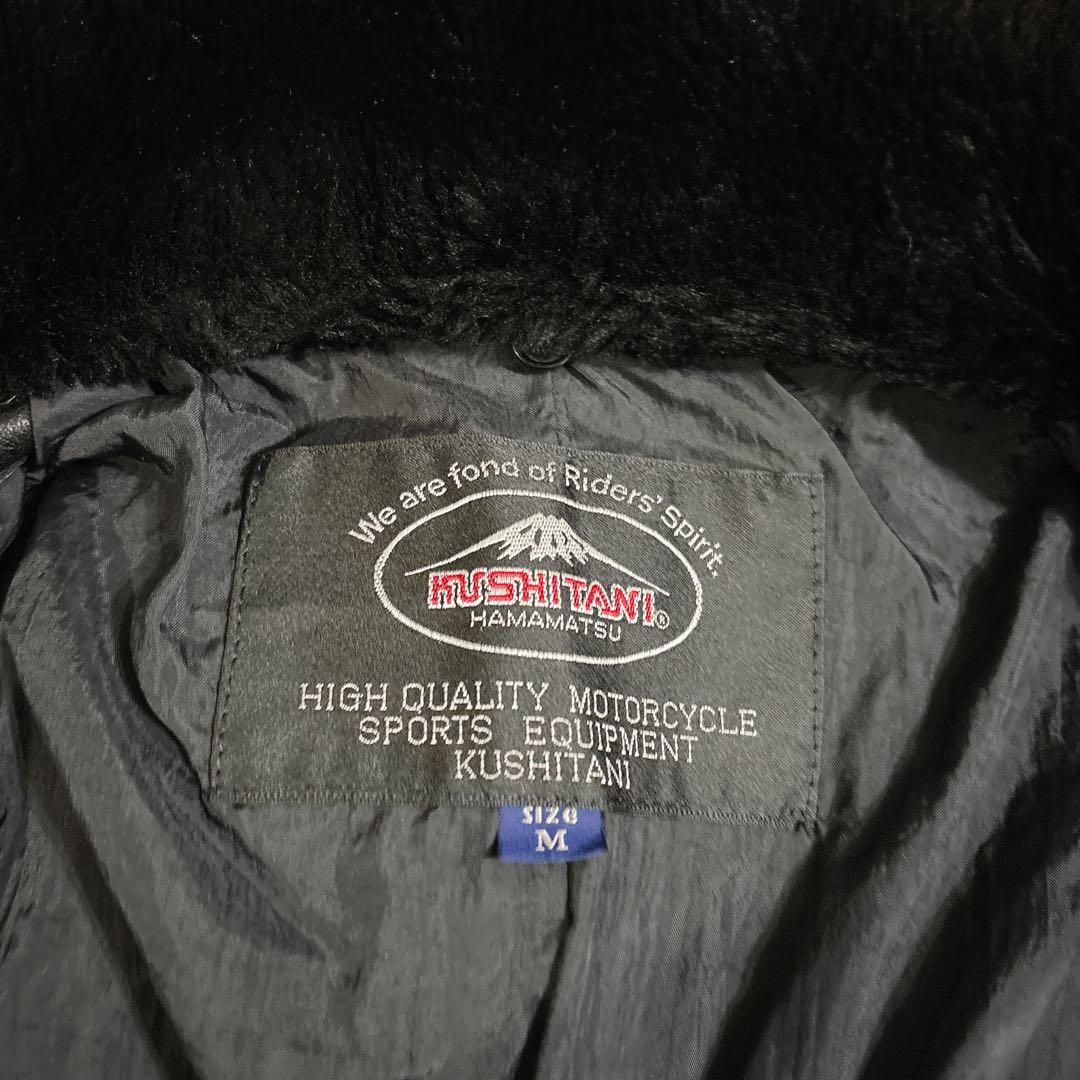 We are fond of Riders' Spirit.
KUSHITANI®
HAMAMATSU
HIGH QUALITY MOTORCYCLE
SPORTS EQUIPMENT
KUSHITANI
SIZE
M